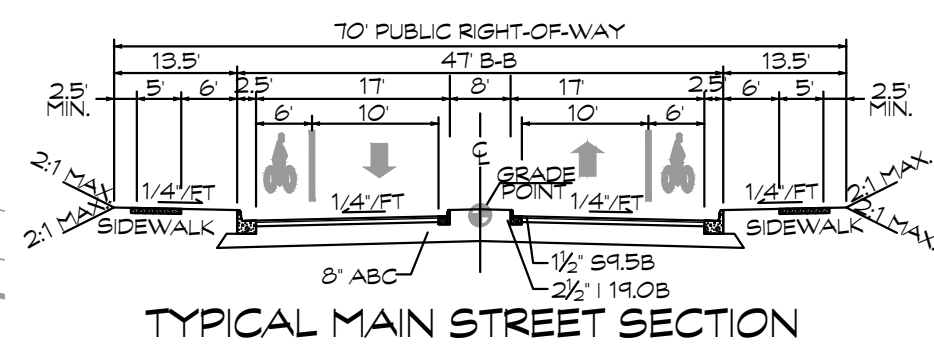 70' PUBLIC RIGHT-OF-WAY
13.5' 47' B-B 13.5'
2.5' MIN. 5' 6' 2.5' 17' 8' 17' 2.5' 6' 5' 2.5' MIN.
6' 10' 10' 6'
2:1 MAX. 1/4"/FT 1/4"/FT ℄ GRADE POINT 1/4"/FT 1/4"/FT 2:1 MAX.
2:1 MAX. SIDEWALK SIDEWALK 2:1 MAX.
8" ABC
1½" S9.5B
2½" I 19.0B
TYPICAL MAIN STREET SECTION